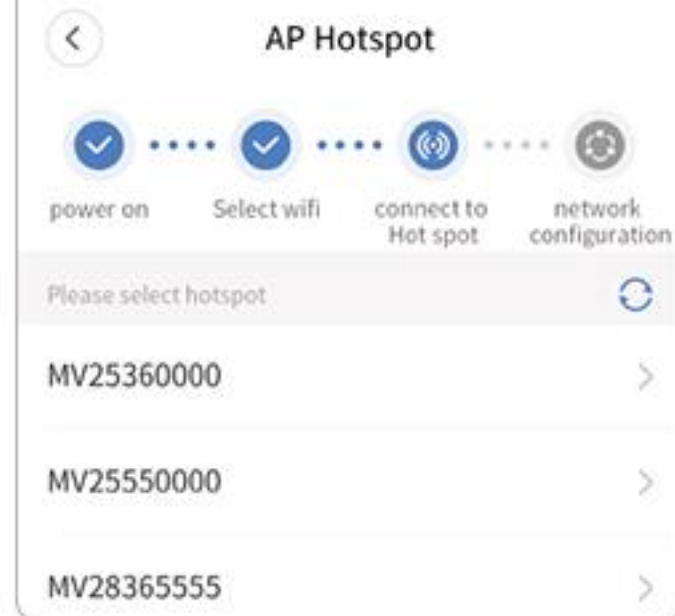 AP Hotspot
power on
Select wifi
connect to
Hot spot
network
configuration
Please select hotspot
MV25360000
MV25550000
MV28365555